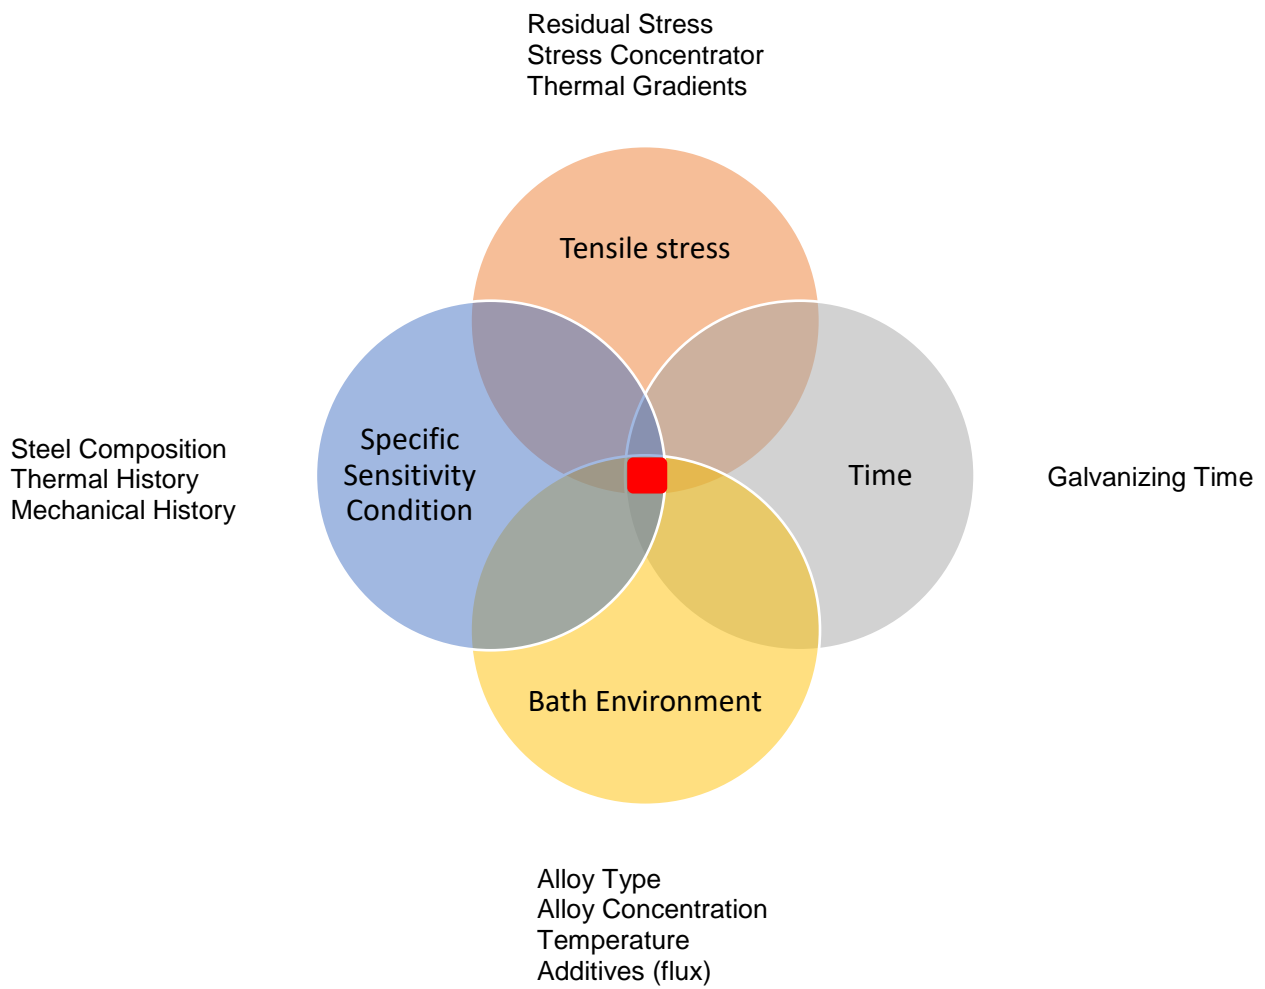 Residual Stress
Stress Concentrator
Thermal Gradients
Tensile stress
Specific
Sensitivity
Condition
Steel Composition
Thermal History
Mechanical History
Time
Galvanizing Time
Bath Environment
Alloy Type
Alloy Concentration
Temperature
Additives (flux)